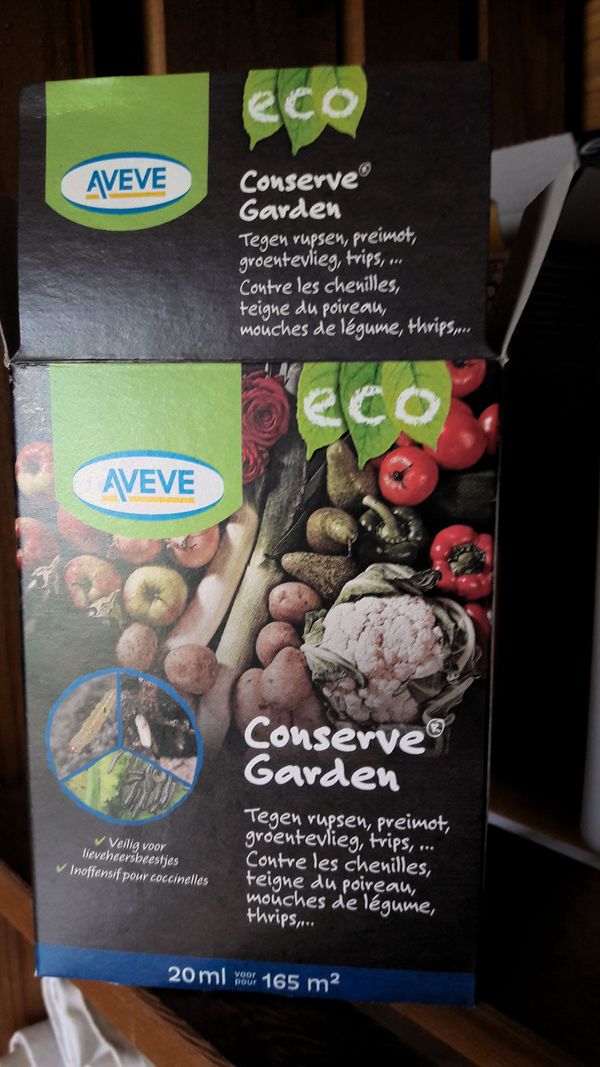 eco
AVEVE
Conserve®
Garden
Tegen rupsen, preimot,
groentevlieg, trips, ...
Contre les chenilles,
teigne du poireau,
mouches de légume, thrips,...
eco
AVEVE
Conserve®
Garden
Tegen rupsen, preimot,
groentevlieg, trips, ...
Contre les chenilles,
teigne du poireau,
mouches de légume,
thrips,...
✓ Veilig voor
lieveheersbeestjes
✓ Inoffensif pour coccinelles
20 ml voor pour 165 m²